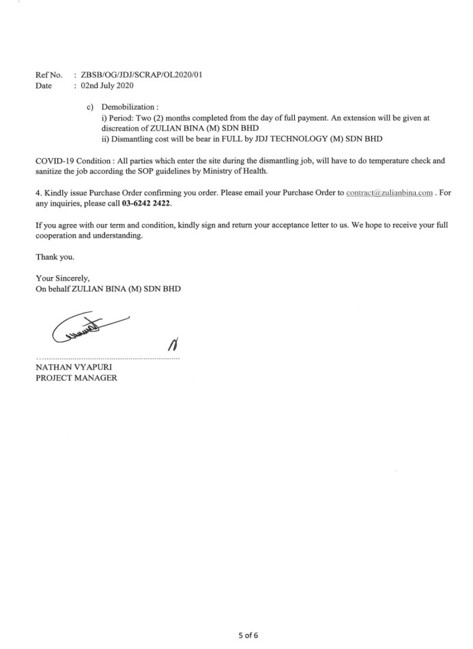 Ref No. : ZBSB/OG/JDJ/SCRAP/OL2020/01
Date : 02nd July 2020
c) Demobilization :
i) Period: Two (2) months completed from the day of full payment. An extension will be given at
discreation of ZULIAN BINA (M) SDN BHD
ii) Dismantling cost will be bear in FULL by JDJ TECHNOLOGY (M) SDN BHD
COVID-19 Condition : All parties which enter the site during the dismantling job, will have to do temperature check and
sanitize the job according the SOP guidelines by Ministry of Health.
4. Kindly issue Purchase Order confirming you order. Please email your Purchase Order to contract@zulianbina.com . For
any inquiries, please call 03-6242 2422.
If you agree with our term and condition, kindly sign and return your acceptance letter to us. We hope to receive your full
cooperation and understanding.
Thank you.
Your Sincerely,
On behalf ZULIAN BINA (M) SDN BHD
NATHAN VYAPURI
PROJECT MANAGER
5 of 6